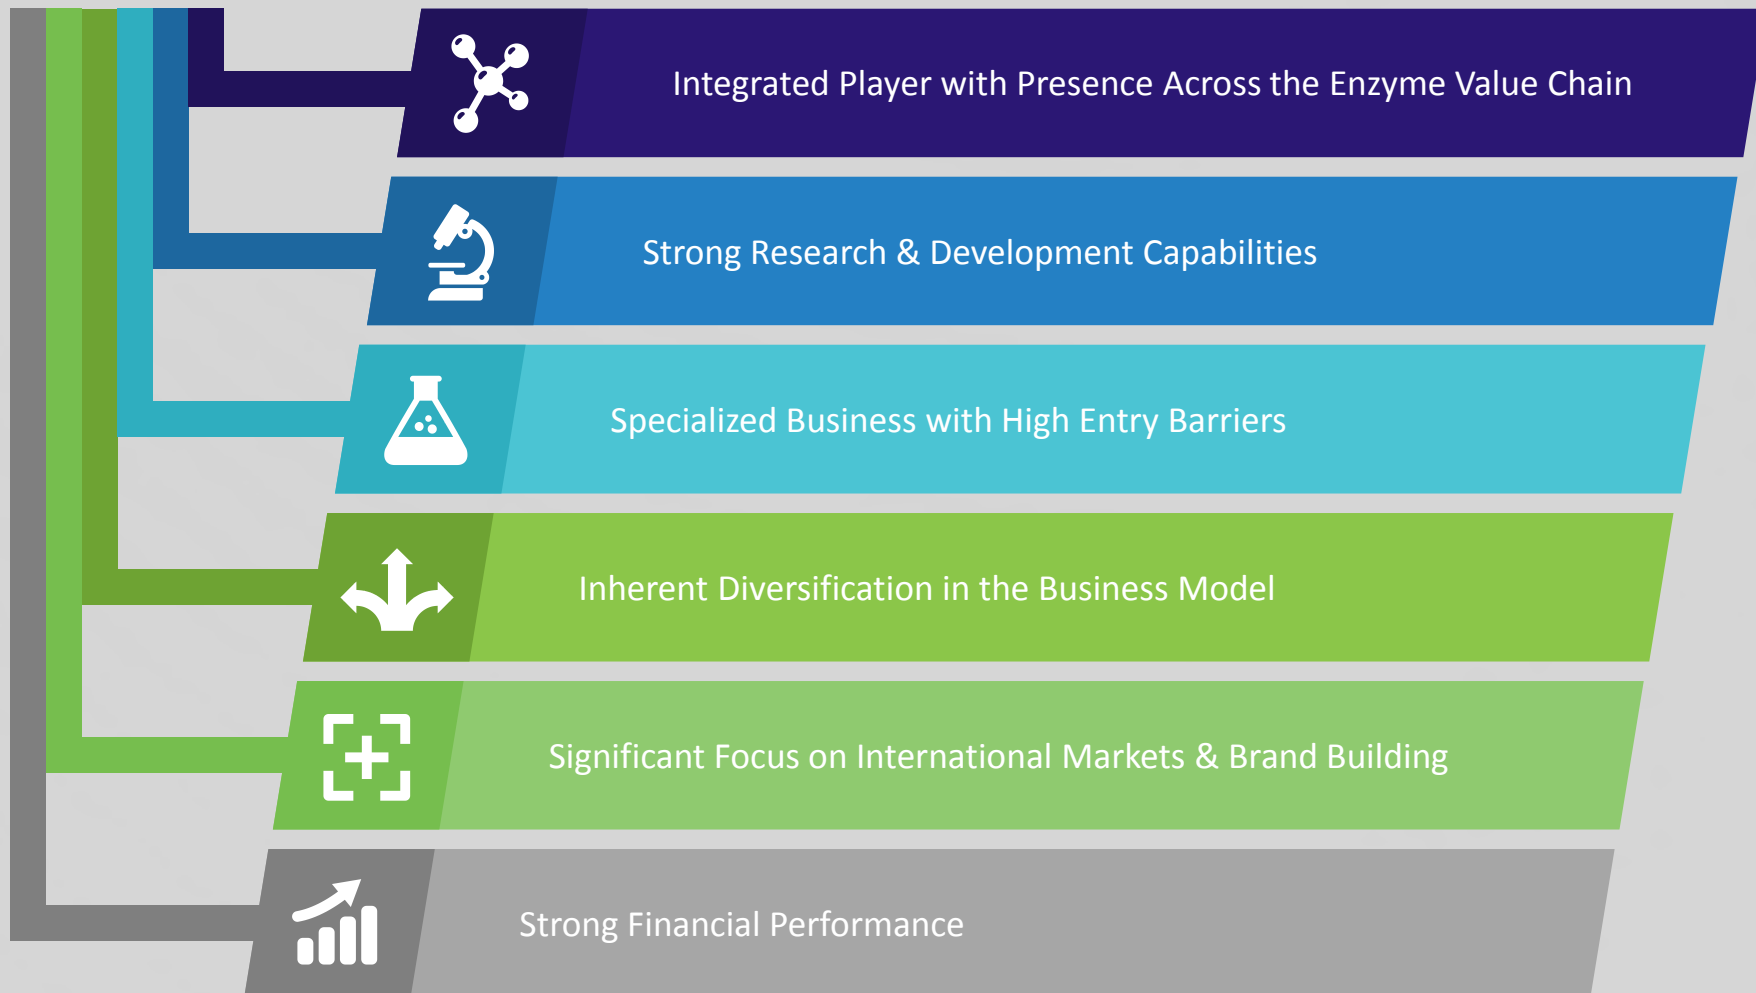 Integrated Player with Presence Across the Enzyme Value Chain
Strong Research & Development Capabilities
Specialized Business with High Entry Barriers
Inherent Diversification in the Business Model
Significant Focus on International Markets & Brand Building
Strong Financial Performance